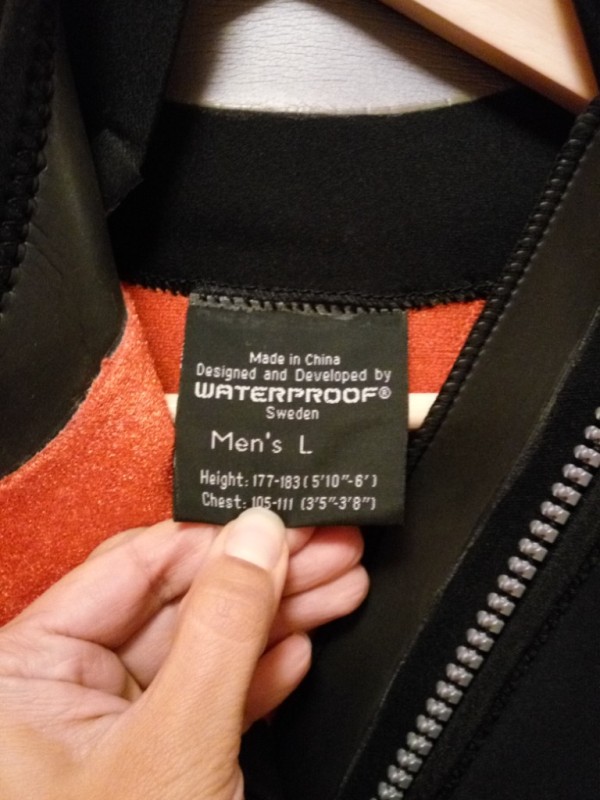 Made in China
Designed and Developed by
WATERPROOF®
Sweden
Men's L
Height: 177-183 ( 5'10"-6' )
Chest: 105-111 (3'5"-3'8")